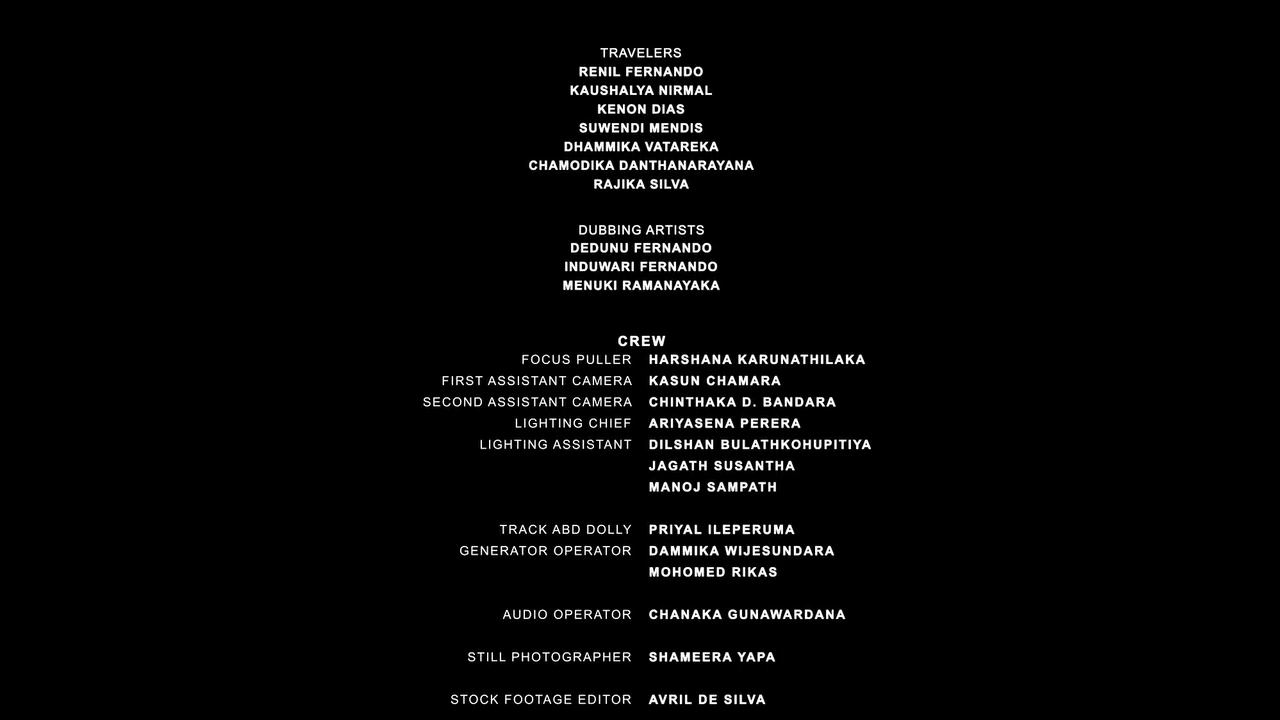 TRAVELERS
RENIL FERNANDO
KAUSHALYA NIRMAL
KENON DIAS
SUWENDI MENDIS
DHAMMIKA VATAREKA
CHAMODIKA DANTHANARAYANA
RAJIKA SILVA
DUBBING ARTISTS
DEDUNU FERNANDO
INDUWARI FERNANDO
MENUKI RAMANAYAKA
CREW
FOCUS PULLER HARSHANA KARUNATHILAKA
FIRST ASSISTANT CAMERA KASUN CHAMARA
SECOND ASSISTANT CAMERA CHINTHAKA D. BANDARA
LIGHTING CHIEF ARIYASENA PERERA
LIGHTING ASSISTANT DILSHAN BULATHKOHUPITIYA
JAGATH SUSANTHA
MANOJ SAMPATH
TRACK ABD DOLLY PRIYAL ILEPERUMA
GENERATOR OPERATOR DAMMIKA WIJESUNDARA
MOHOMED RIKAS
AUDIO OPERATOR CHANAKA GUNAWARDANA
STILL PHOTOGRAPHER SHAMEERA YAPA
STOCK FOOTAGE EDITOR AVRIL DE SILVA